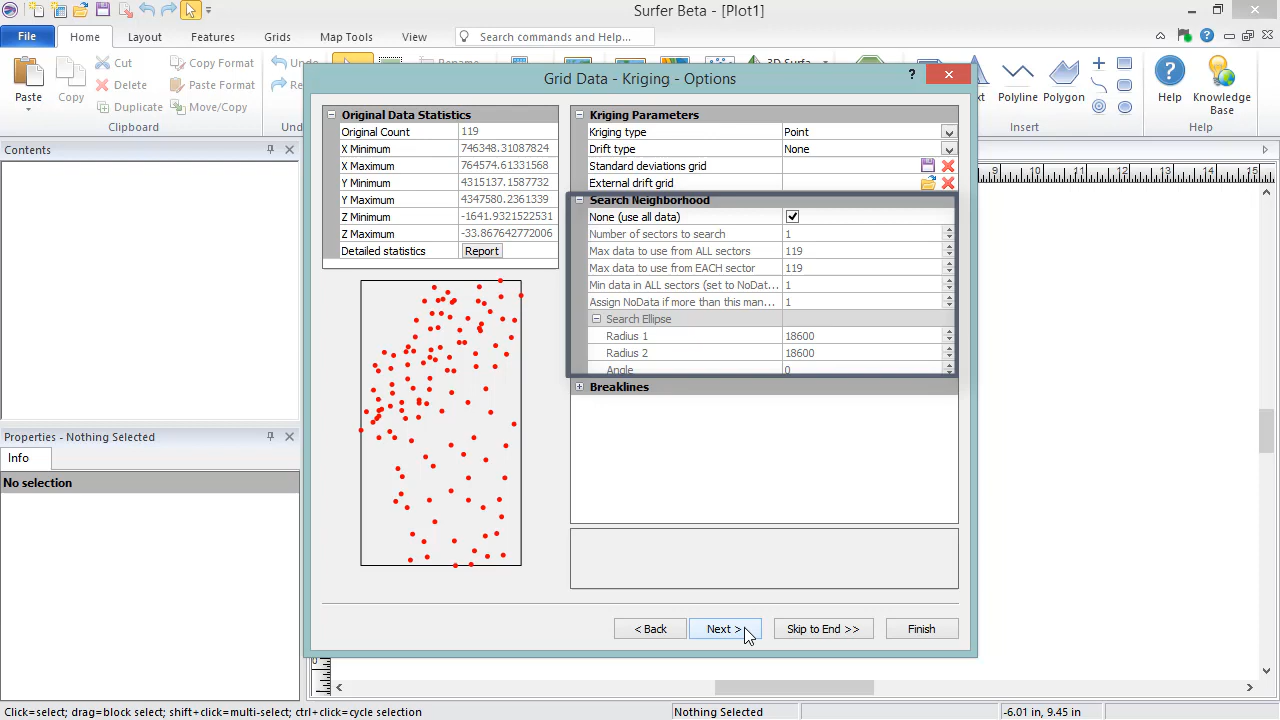 Surfer Beta - [Plot1]
File Home Layout Features Grids Map Tools View Search commands and Help...
Paste Copy Cut Delete Duplicate Copy Format Paste Format Move/Copy
Clipboard
Polyline Polygon
Insert
Help Knowledge Base
Help
Contents
Properties - Nothing Selected
Info
No selection
Grid Data - Kriging - Options
Original Data Statistics
Original Count 119
X Minimum 746348.31087824
X Maximum 764574.61331568
Y Minimum 4315137.1587732
Y Maximum 4347580.2361339
Z Minimum -1641.9321522531
Z Maximum -33.867642772006
Detailed statistics Report
Kriging Parameters
Kriging type Point
Drift type None
Standard deviations grid
External drift grid
Search Neighborhood
None (use all data)
Number of sectors to search 1
Max data to use from ALL sectors 119
Max data to use from EACH sector 119
Min data in ALL sectors (set to NoDat... 1
Assign NoData if more than this man... 1
Search Ellipse
Radius 1 18600
Radius 2 18600
Angle 0
Breaklines
< Back Next > Skip to End >> Finish
9 10 11 12 13 14 15
0
Click=select; drag=block select; shift+click=multi-select; ctrl+click=cycle selection Nothing Selected -6.01 in, 9.45 in